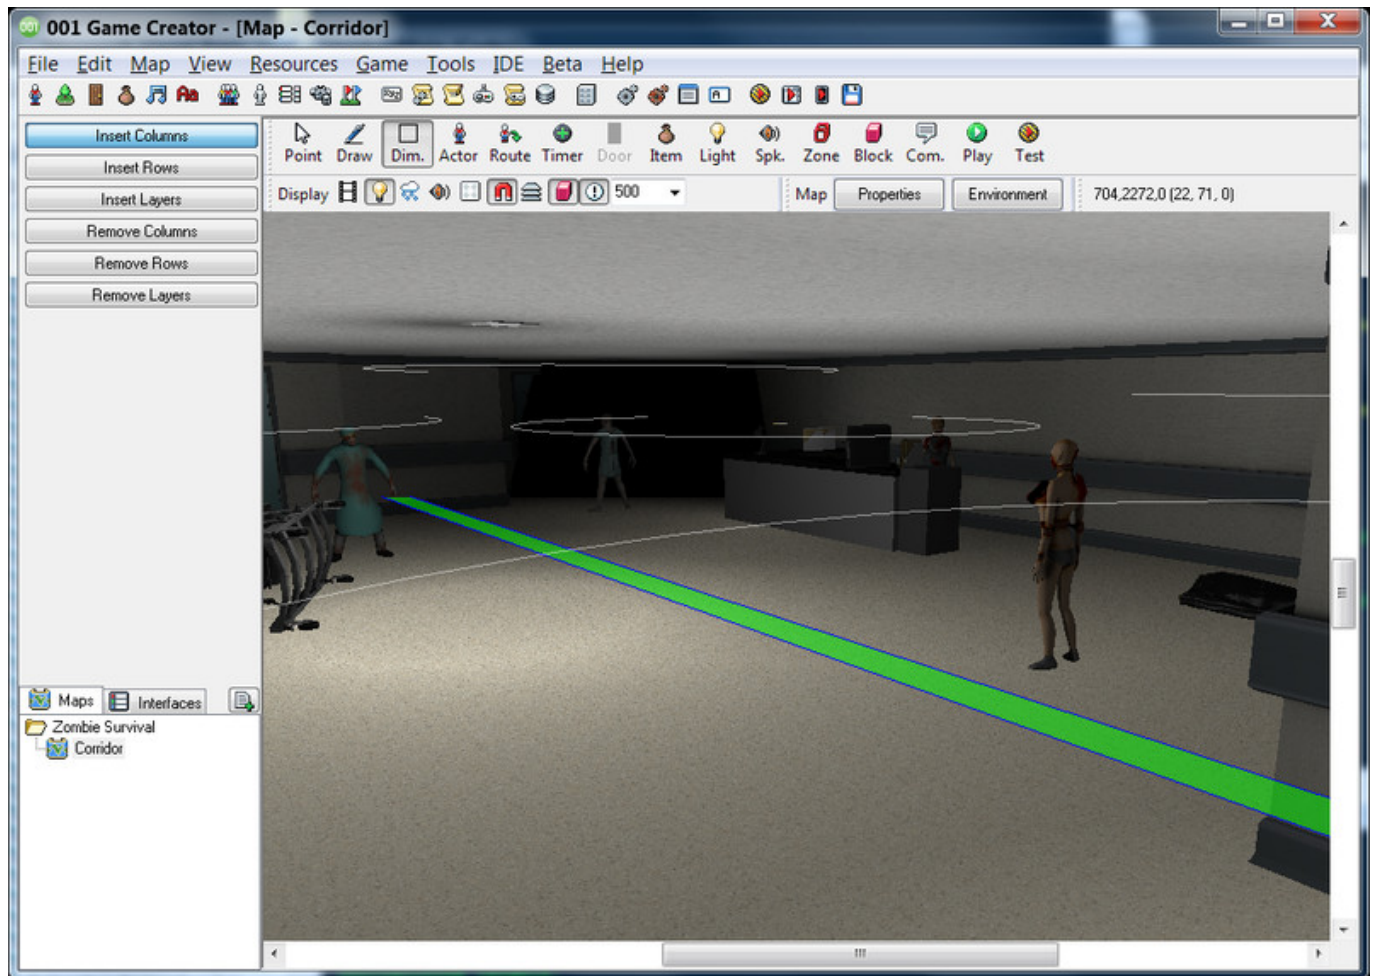 001 Game Creator - [Map - Corridor]
File Edit Map View Resources Game Tools IDE Beta Help
Insert Columns
Insert Rows
Insert Layers
Remove Columns
Remove Rows
Remove Layers
Point Draw Dim. Actor Route Timer Door Item Light Spk. Zone Block Com. Play Test
Display 500 Map Properties Environment 704,2272,0 (22, 71, 0)
Maps Interfaces
Zombie Survival
Corridor